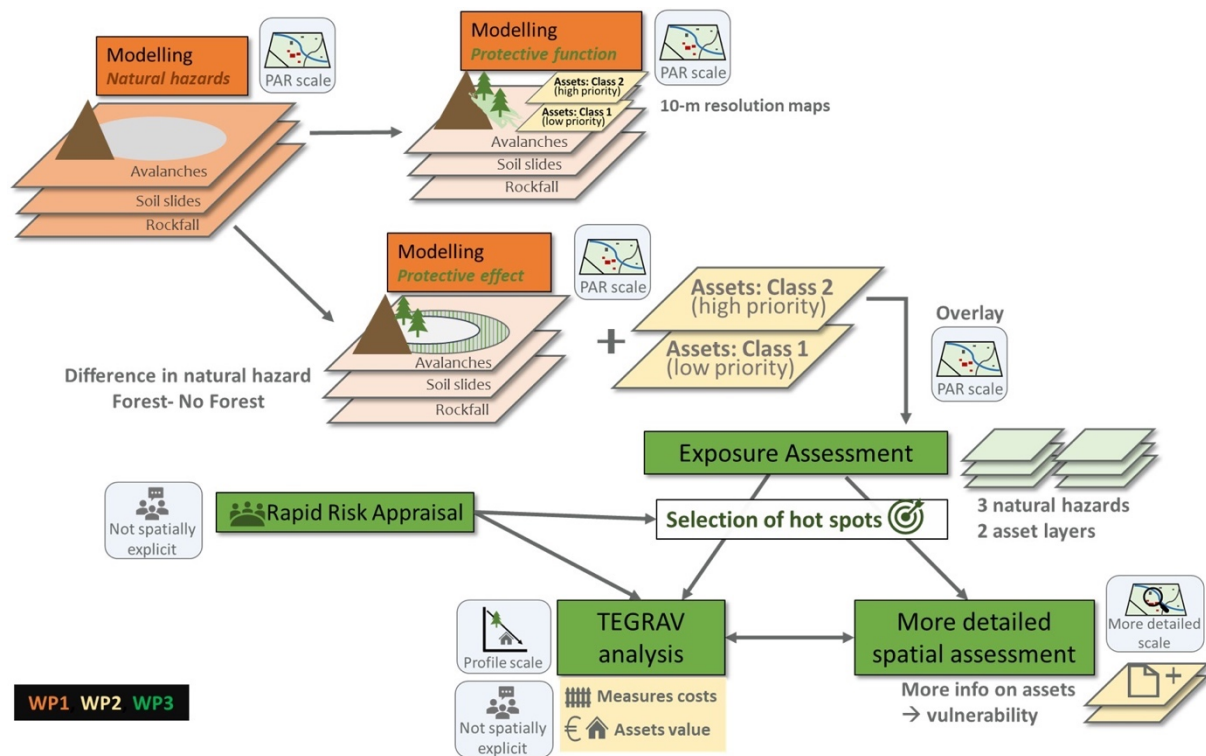 Modelling
Natural hazards
PAR scale
Avalanches
Soil slides
Rockfall
Modelling
Protective function
PAR scale
10-m resolution maps
Assets: Class 2
(high priority)
Assets: Class 1
(low priority)
Avalanches
Soil slides
Rockfall
Modelling
Protective effect
PAR scale
Avalanches
Soil slides
Rockfall
Difference in natural hazard
Forest- No Forest
+
Assets: Class 2
(high priority)
Assets: Class 1
(low priority)
Overlay
PAR scale
Exposure Assessment
3 natural hazards
2 asset layers
Not spatially
explicit
Rapid Risk Appraisal
Selection of hot spots
Profile scale
TEGRAV
analysis
More detailed
spatial assessment
More detailed
scale
Not spatially
explicit
Measures costs
€ Assets value
More info on assets
→ vulnerability
+
WP1 WP2 WP3